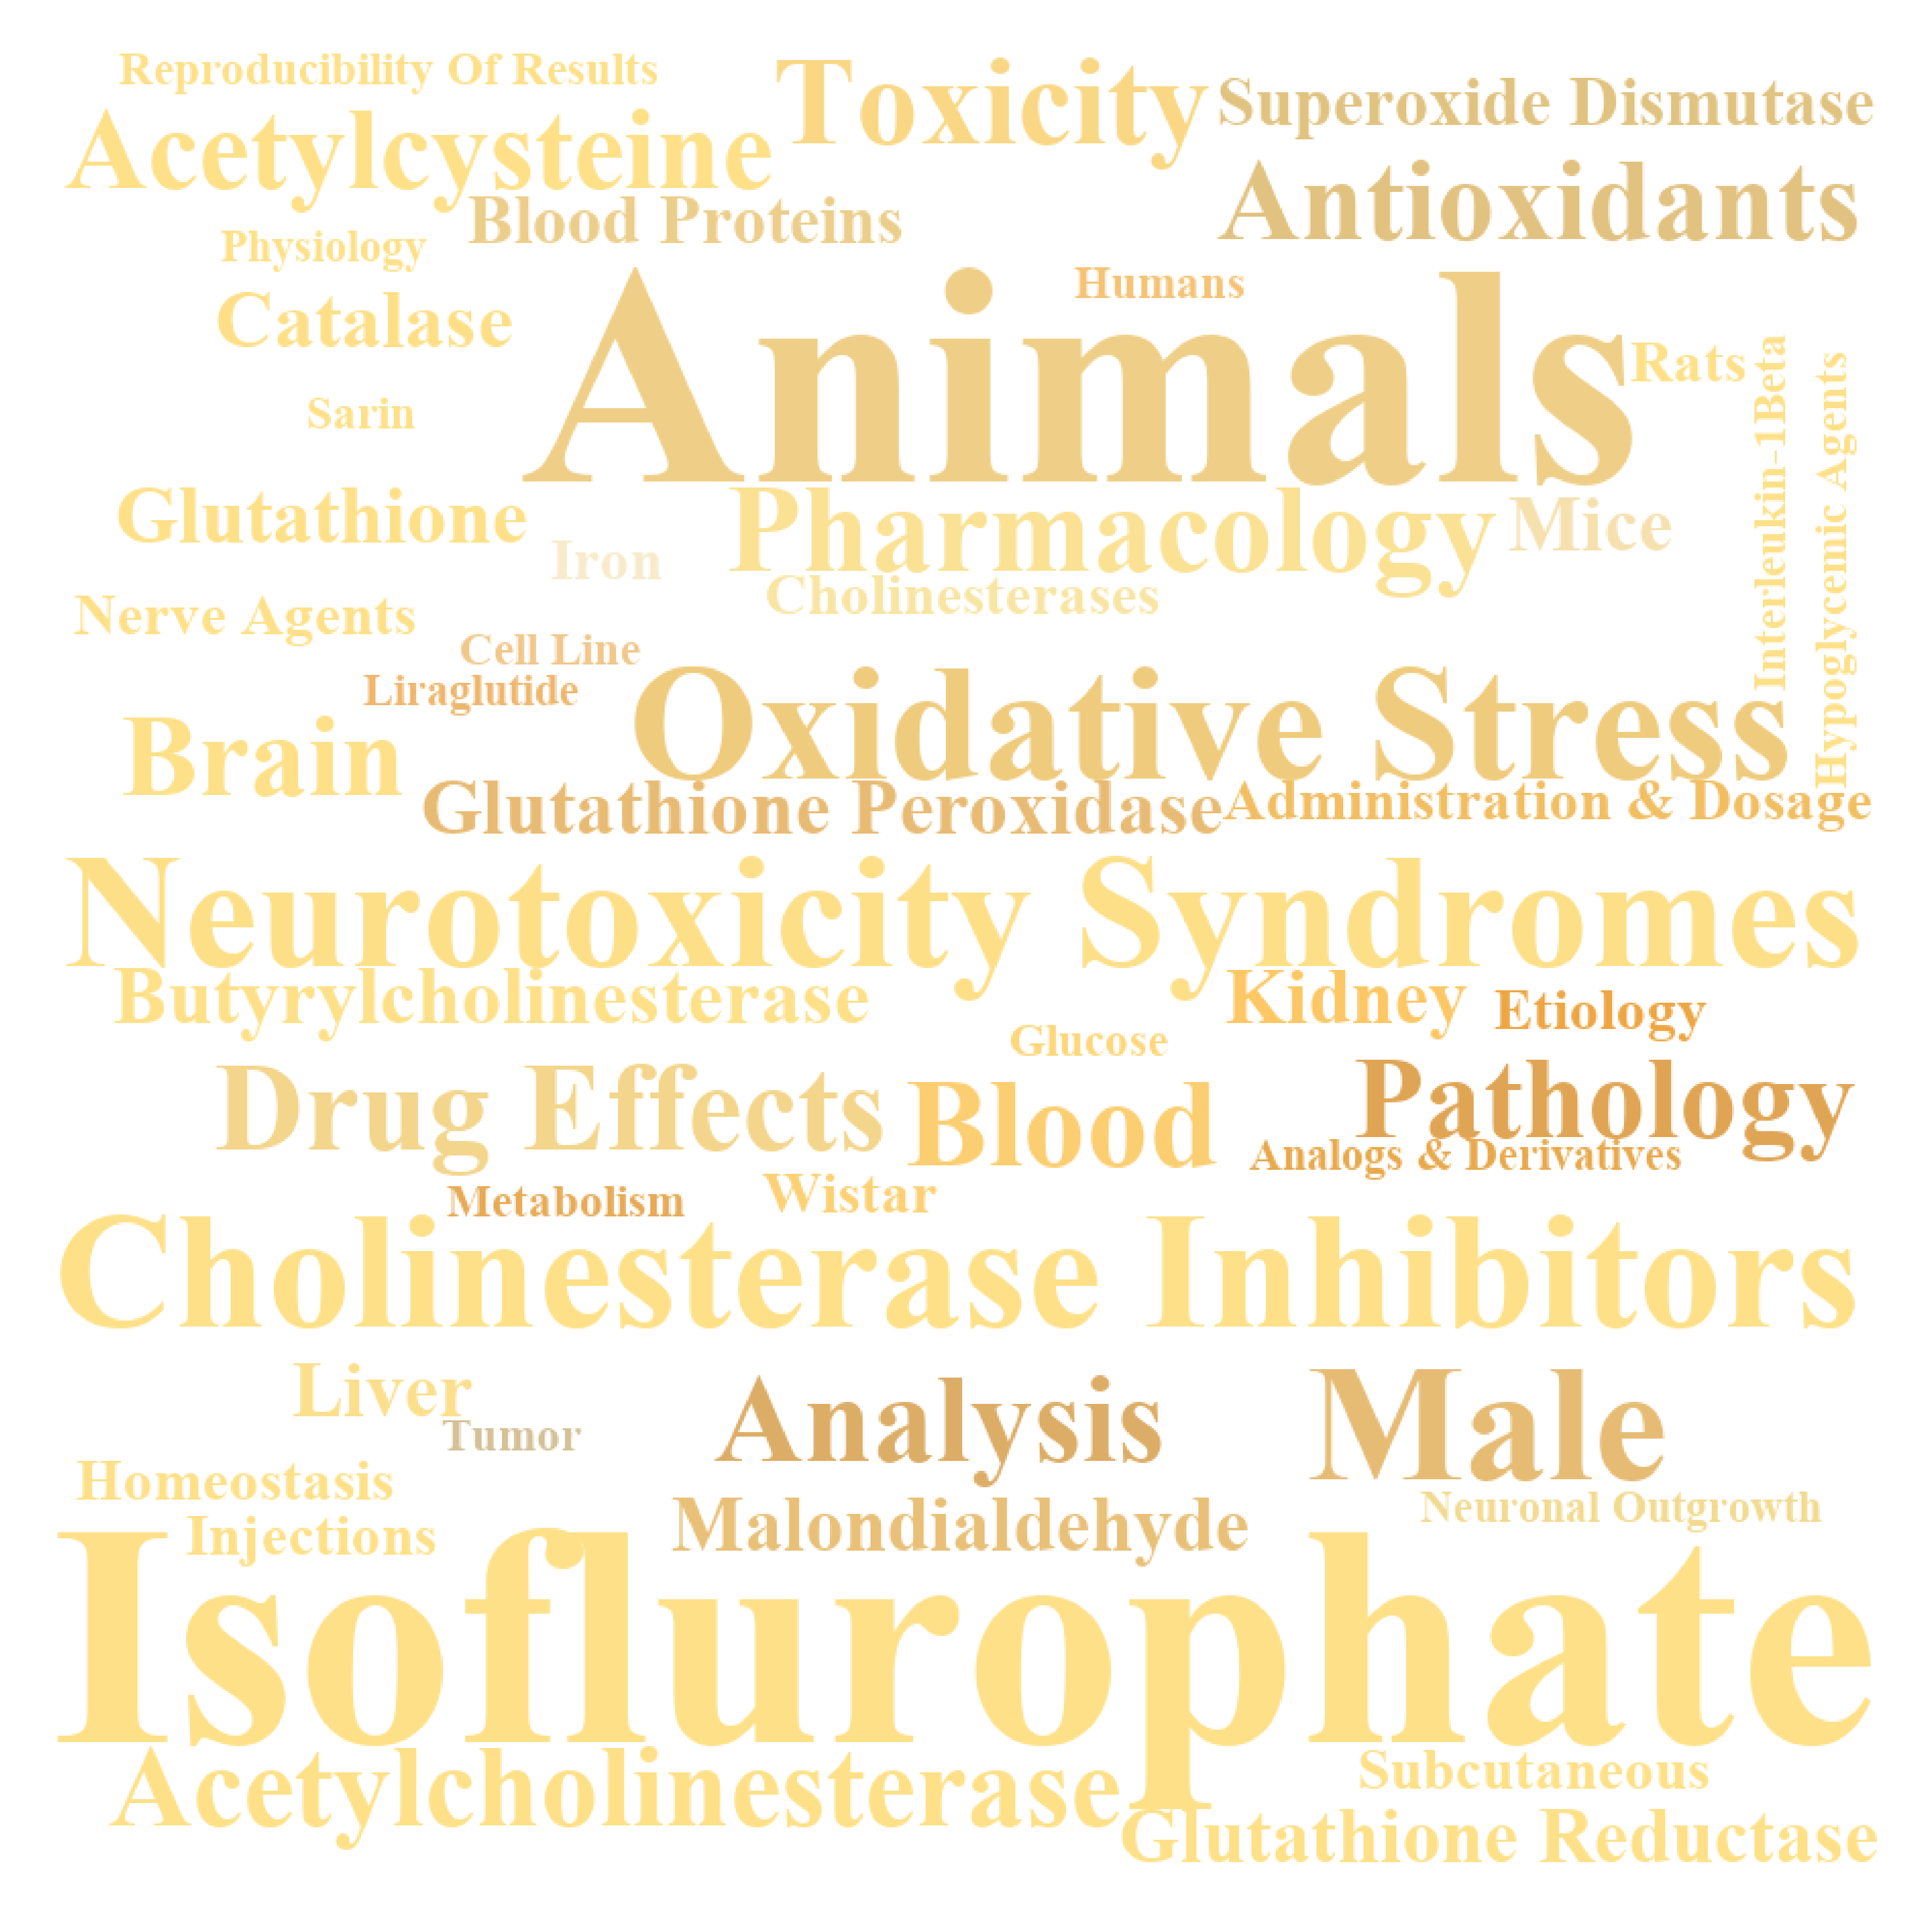 Reproducibility Of Results
Toxicity
Superoxide Dismutase
Acetylcysteine
Antioxidants
Blood Proteins
Physiology
Humans
Catalase
Animals
Rats
Interleukin-1Beta
Hypoglycemic Agents
Sarin
Glutathione
Pharmacology
Mice
Iron
Cholinesterases
Nerve Agents
Cell Line
Liraglutide
Oxidative Stress
Brain
Glutathione Peroxidase
Administration & Dosage
Neurotoxicity Syndromes
Butyrylcholinesterase
Kidney
Etiology
Glucose
Drug Effects
Blood
Pathology
Analogs & Derivatives
Metabolism
Wistar
Cholinesterase Inhibitors
Liver
Analysis
Male
Tumor
Homeostasis
Neuronal Outgrowth
Injections
Malondialdehyde
Isoflurophate
Acetylcholinesterase
Subcutaneous
Glutathione Reductase